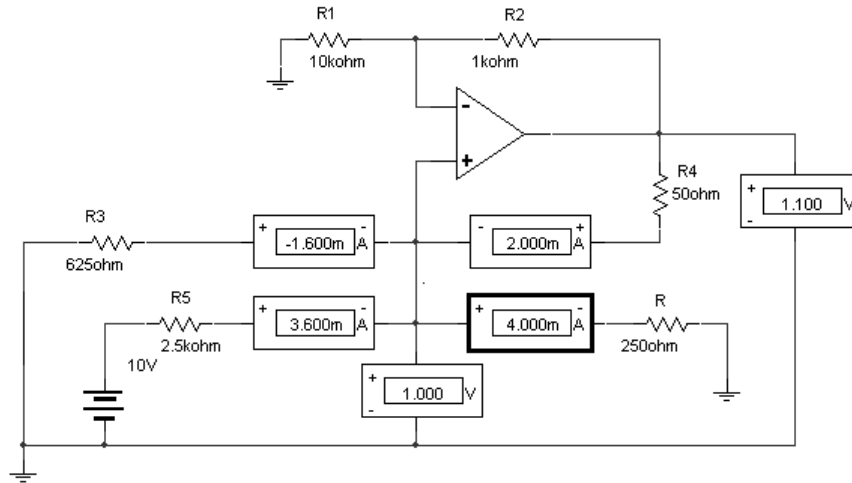 R1
R2
10kohm
1kohm
-
+
R4
50ohm
+
-
1.100
V
R3
625ohm
+
-
-1.600m
A
-
+
2.000m
A
R5
2.5kohm
+
-
3.600m
A
+
-
4.000m
A
R
250ohm
10V
+
-
1.000
V